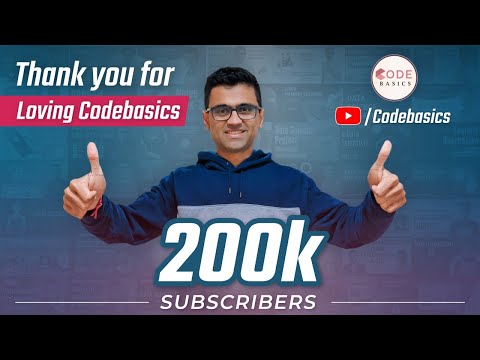 Thank you for
Loving Codebasics
CODE
BASICS
/Codebasics
200k
SUBSCRIBERS